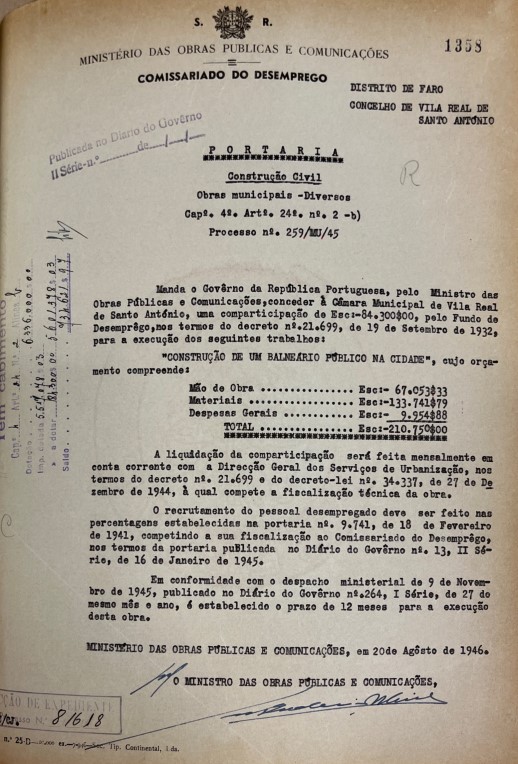 S. R.
MINISTÉRIO DAS OBRAS PUBLICAS E COMUNICAÇÕES
1358
COMISSARIADO DO DESEMPREGO
DISTRITO DE FARO
CONCELHO DE VILA REAL DE
SANTO ANTÓNIO
Publicada no Diario do Govêrno
II Série-n.º de / /
PORTARIA
R
Construção Civil
Obras municipais -Diversos
Capº. 4º. Artº. 24º. nº. 2 -b)
Processo nº. 259/MU/45
Manda o Govêrno da República Portuguesa, pelo Ministro das
Obras Públicas e Comunicações,conceder à Câmara Municipal de Vila Real
de Santo António, uma comparticipação de Esc:-84.300$00, pelo Fundo de
Desemprêgo,nos termos do decreto nº.21.699, de 19 de Setembro de 1932,
para a execução dos seguintes trabalhos:
"CONSTRUÇÃO DE UM BALNEÁRIO PÚBLICO NA CIDADE", cujo orça-
mento compreende:
Mão de Obra .............. Esc:- 67.053$33
Materiais ................ Esc:-133.741$79
Despesas Gerais .......... Esc:- 9.954$88
TOTAL .............. Esc:-210.750$00
A liquidação da comparticipação será feita mensalmente em
conta corrente com a Direcção Geral dos Serviços de Urbanização, nos
termos do decreto nº. 21.699 e do decreto-lei nº. 34.337, de 27 de De
zembro de 1944, à qual compete a fiscalização técnica da obra.
O recrutamento do pessoal desempregado deve ser feito nas
percentagens estabelecidas na portaria nº. 9.741, de 18 de Fevereiro
de 1941, competindo a sua fiscalização ao Comissariado do Desemprêgo,
nos termos da portaria publicada no Diário do Govêrno nº. 13, II Sé-
rie, de 16 de Janeiro de 1945.
Em conformidade com o despacho ministerial de 9 de Novem-
bro de 1945, publicado no Diário do Govêrno nº.264, I Série, de 27 do
mesmo mês e ano, é estabelecido o prazo de 12 meses para a execução
desta obra.
MINISTÉRIO DAS OBRAS PÚBLICAS E COMUNICAÇÕES, em 20de Agôsto de 1946.
O MINISTRO DAS OBRAS PÚBLICAS E COMUNICAÇÕES,
ÇÃO DE EXPEDIENTE
N.º 81618
n.º 25-D
Tip. Continental, Lda.